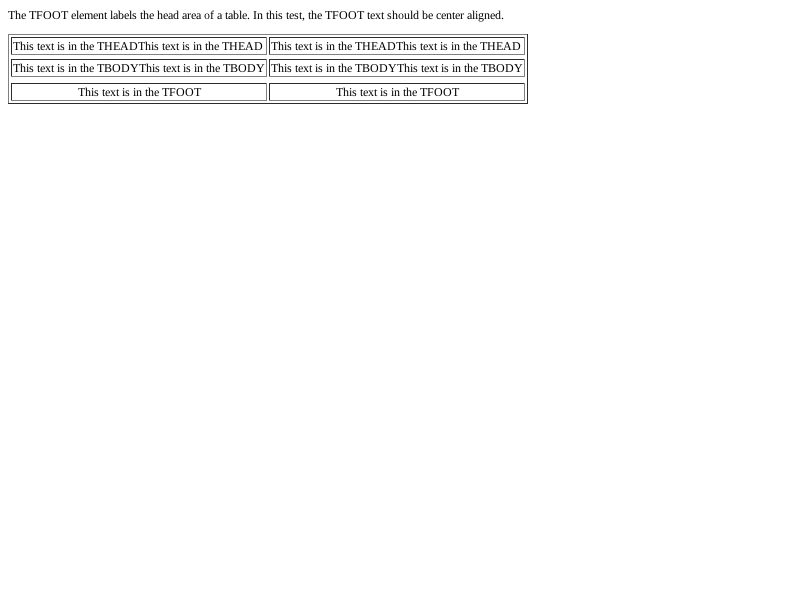 The TFOOT element labels the head area of a table. In this test, the TFOOT text should be center aligned.
This text is in the THEADThis text is in the THEAD This text is in the THEADThis text is in the THEAD
This text is in the TBODYThis text is in the TBODY This text is in the TBODYThis text is in the TBODY
This text is in the TFOOT This text is in the TFOOT